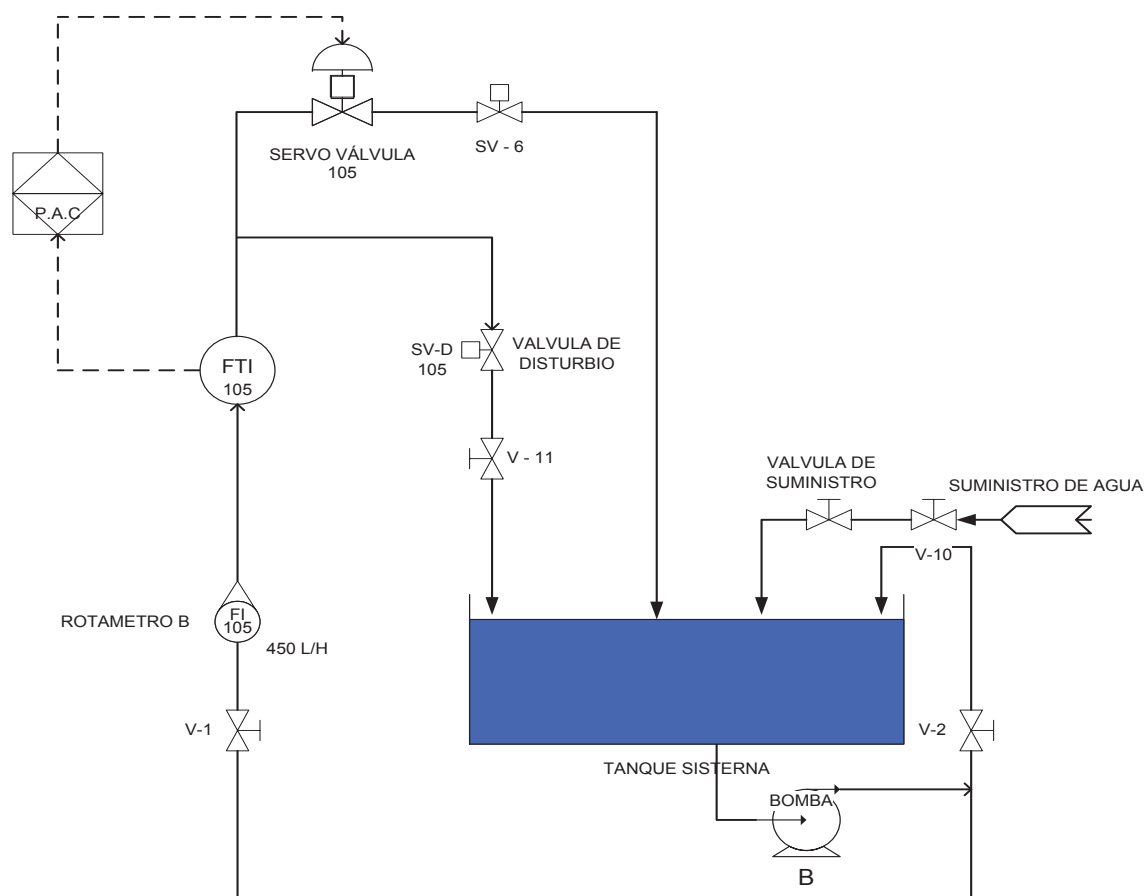 SERVO VÁLVULA
105
SV - 6
P.A.C
FTI
105
SV-D
105
VALVULA DE
DISTURBIO
V - 11
VALVULA DE
SUMINISTRO
SUMINISTRO DE AGUA
V-10
ROTAMETRO B
FI
105
450 L/H
V-1
V-2
TANQUE SISTERNA
BOMBA
B